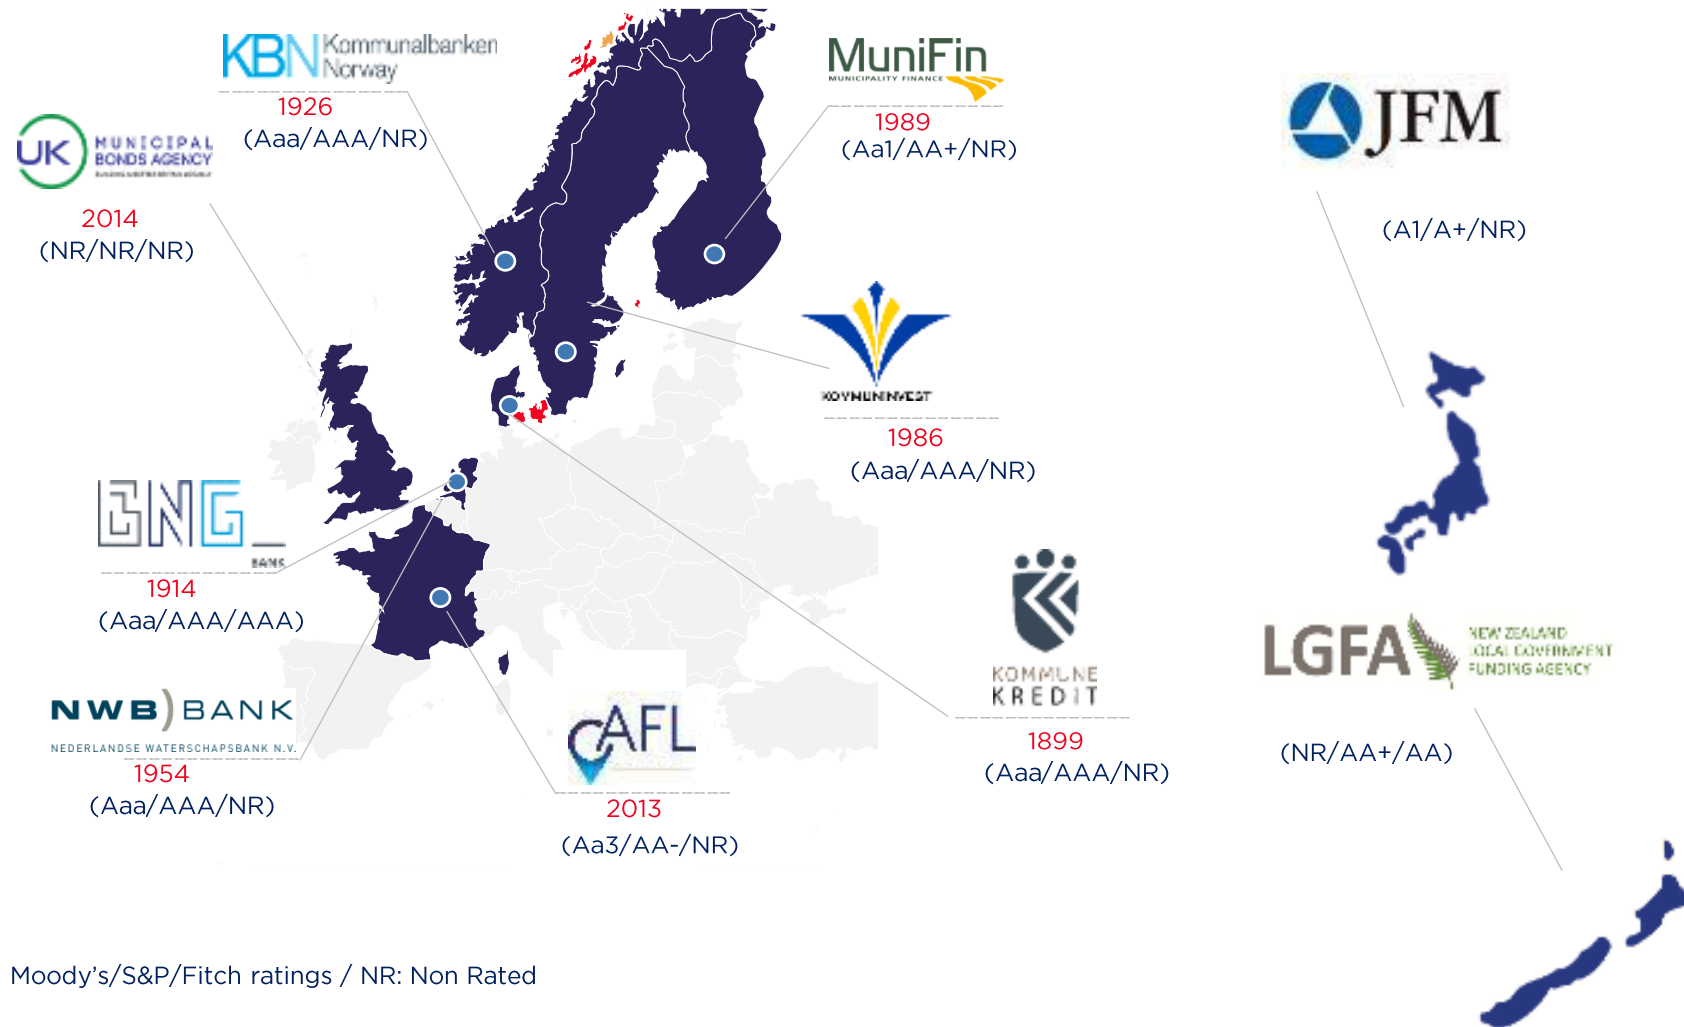 KBN Kommunalbanken
Norway
1926
(Aaa/AAA/NR)
MuniFin
MUNICIPALITY FINANCE
1989
(Aa1/AA+/NR)
JFM
(A1/A+/NR)
UK MUNICIPAL
BONDS AGENCY
2014
(NR/NR/NR)
KOMMUNINVEST
1986
(Aaa/AAA/NR)
BNG
BANK
1914
(Aaa/AAA/AAA)
KOMMUNE
KREDIT
1899
(Aaa/AAA/NR)
LGFA
NEW ZEALAND
LOCAL GOVERNMENT
FUNDING AGENCY
(NR/AA+/AA)
NWB)BANK
NEDERLANDSE WATERSCHAPSBANK N.V.
1954
(Aaa/AAA/NR)
AFL
2013
(Aa3/AA-/NR)
Moody’s/S&P/Fitch ratings / NR: Non Rated